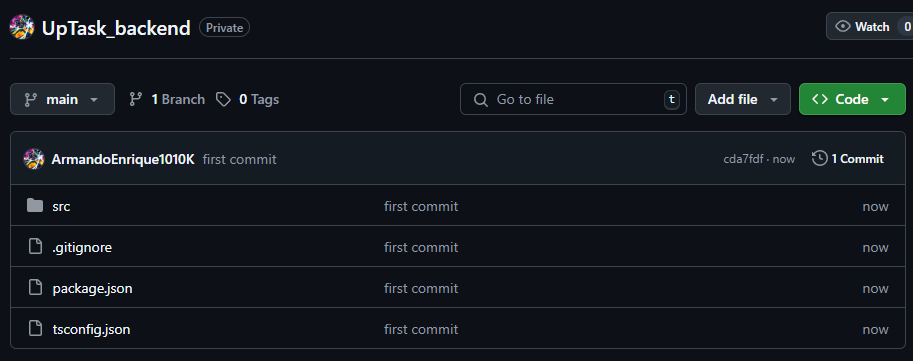 UpTask_backend Private Watch 0
main 1 Branch 0 Tags Go to file t Add file Code
ArmandoEnrique1010K first commit cda7fdf · now 1 Commit
src first commit now
.gitignore first commit now
package.json first commit now
tsconfig.json first commit now